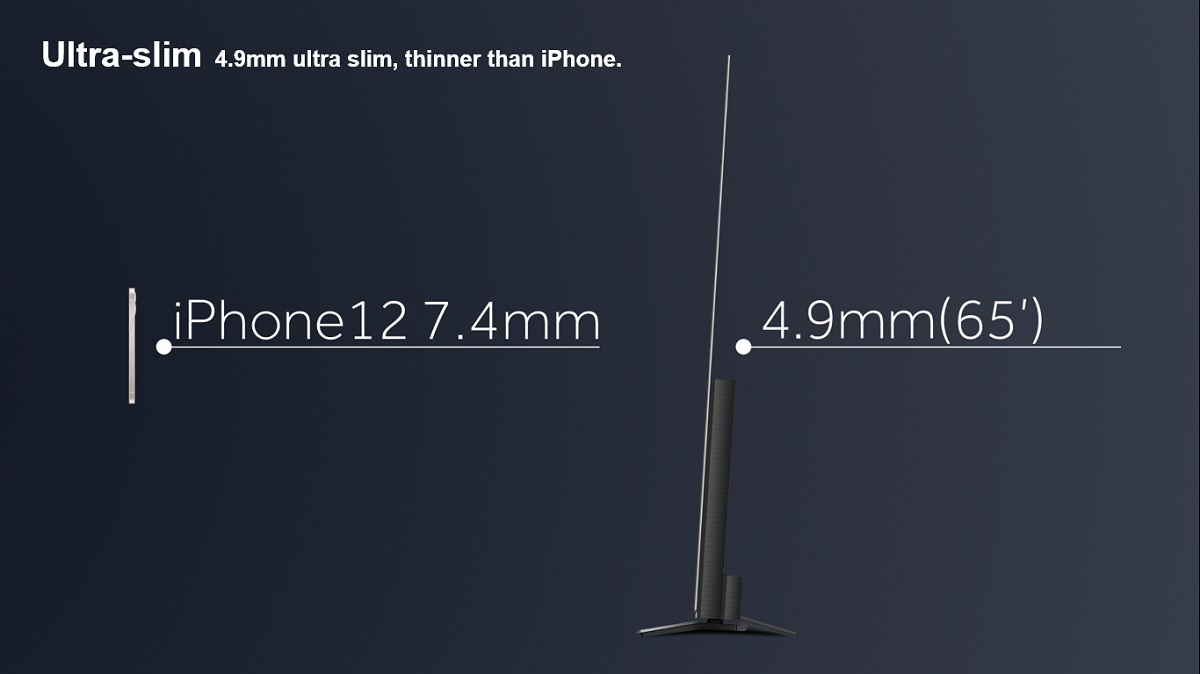 Ultra-slim 4.9mm ultra slim, thinner than iPhone.
iPhone12 7.4mm
4.9mm(65')